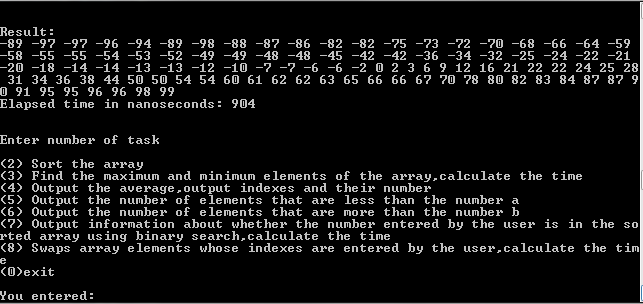 Result:
-89 -97 -97 -96 -94 -89 -98 -88 -87 -86 -82 -82 -75 -73 -72 -70 -68 -66 -64 -59
-58 -55 -55 -54 -53 -52 -49 -49 -48 -48 -45 -42 -42 -36 -34 -32 -25 -24 -22 -21
-20 -18 -14 -14 -13 -13 -12 -10 -7 -7 -6 -6 -2 0 2 3 6 9 12 16 21 22 22 24 25 28
31 34 36 38 44 50 50 54 54 60 61 62 62 63 65 66 66 67 70 78 80 82 83 84 87 87 9
0 91 95 95 96 96 98 99
Elapsed time in nanoseconds: 904
Enter number of task
(2) Sort the array
(3) Find the maximum and minimum elements of the array,calculate the time
(4) Output the average,output indexes and their number
(5) Output the number of elements that are less than the number a
(6) Output the number of elements that are more than the number b
(7) Output information about whether the number entered by the user is in the so
rted array using binary search,calculate the time
(8) Swaps array elements whose indexes are entered by the user,calculate the tim
e
(0)exit
You entered: